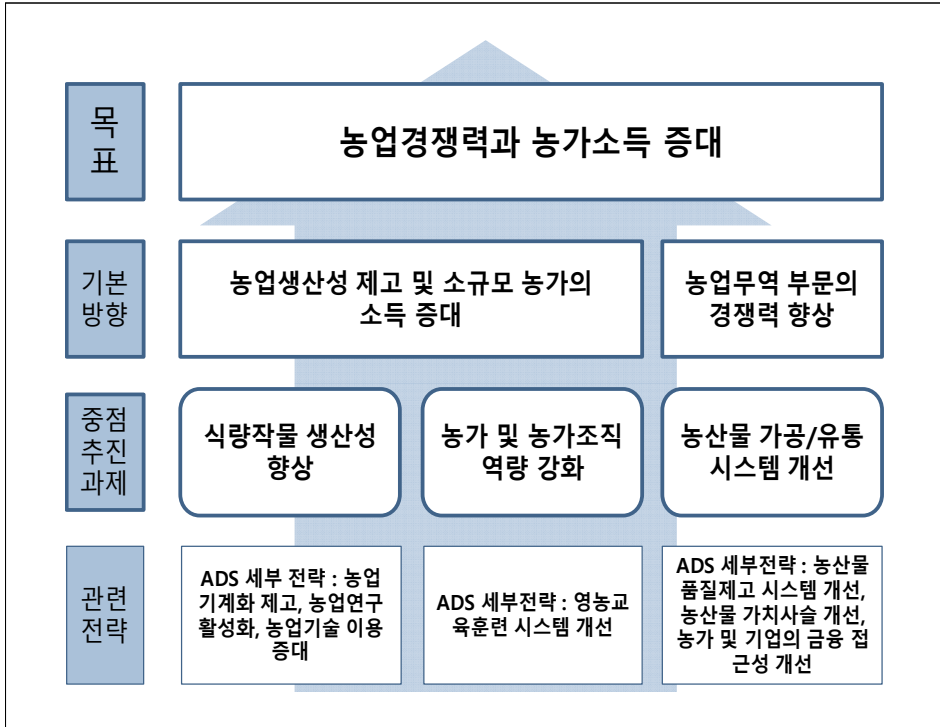 목
표
농업경쟁력과 농가소득 증대
기본
방향
농업생산성 제고 및 소규모 농가의
소득 증대
농업무역 부문의
경쟁력 향상
중점
추진
과제
식량작물 생산성
향상
농가 및 농가조직
역량 강화
농산물 가공/유통
시스템 개선
관련
전략
ADS 세부 전략 : 농업
기계화 제고, 농업연구
활성화, 농업기술 이용
증대
ADS 세부전략 : 영농교
육훈련 시스템 개선
ADS 세부전략 : 농산물
품질제고 시스템 개선,
농산물 가치사슬 개선,
농가 및 기업의 금융 접
근성 개선